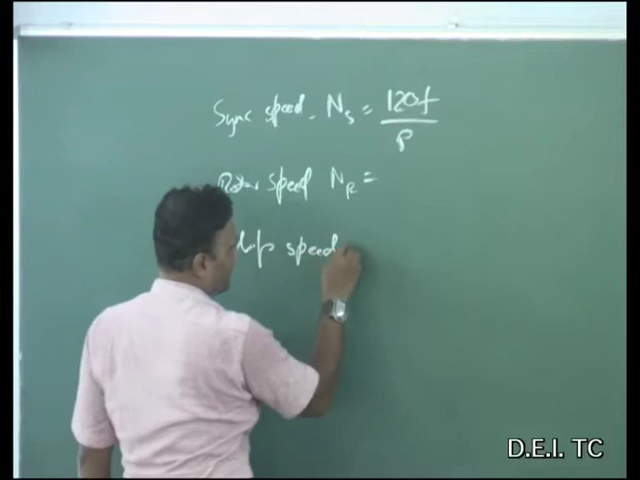 Sync speed. Ns = 120f/P
Rotor speed NR =
slip speed
D.E.I. TC